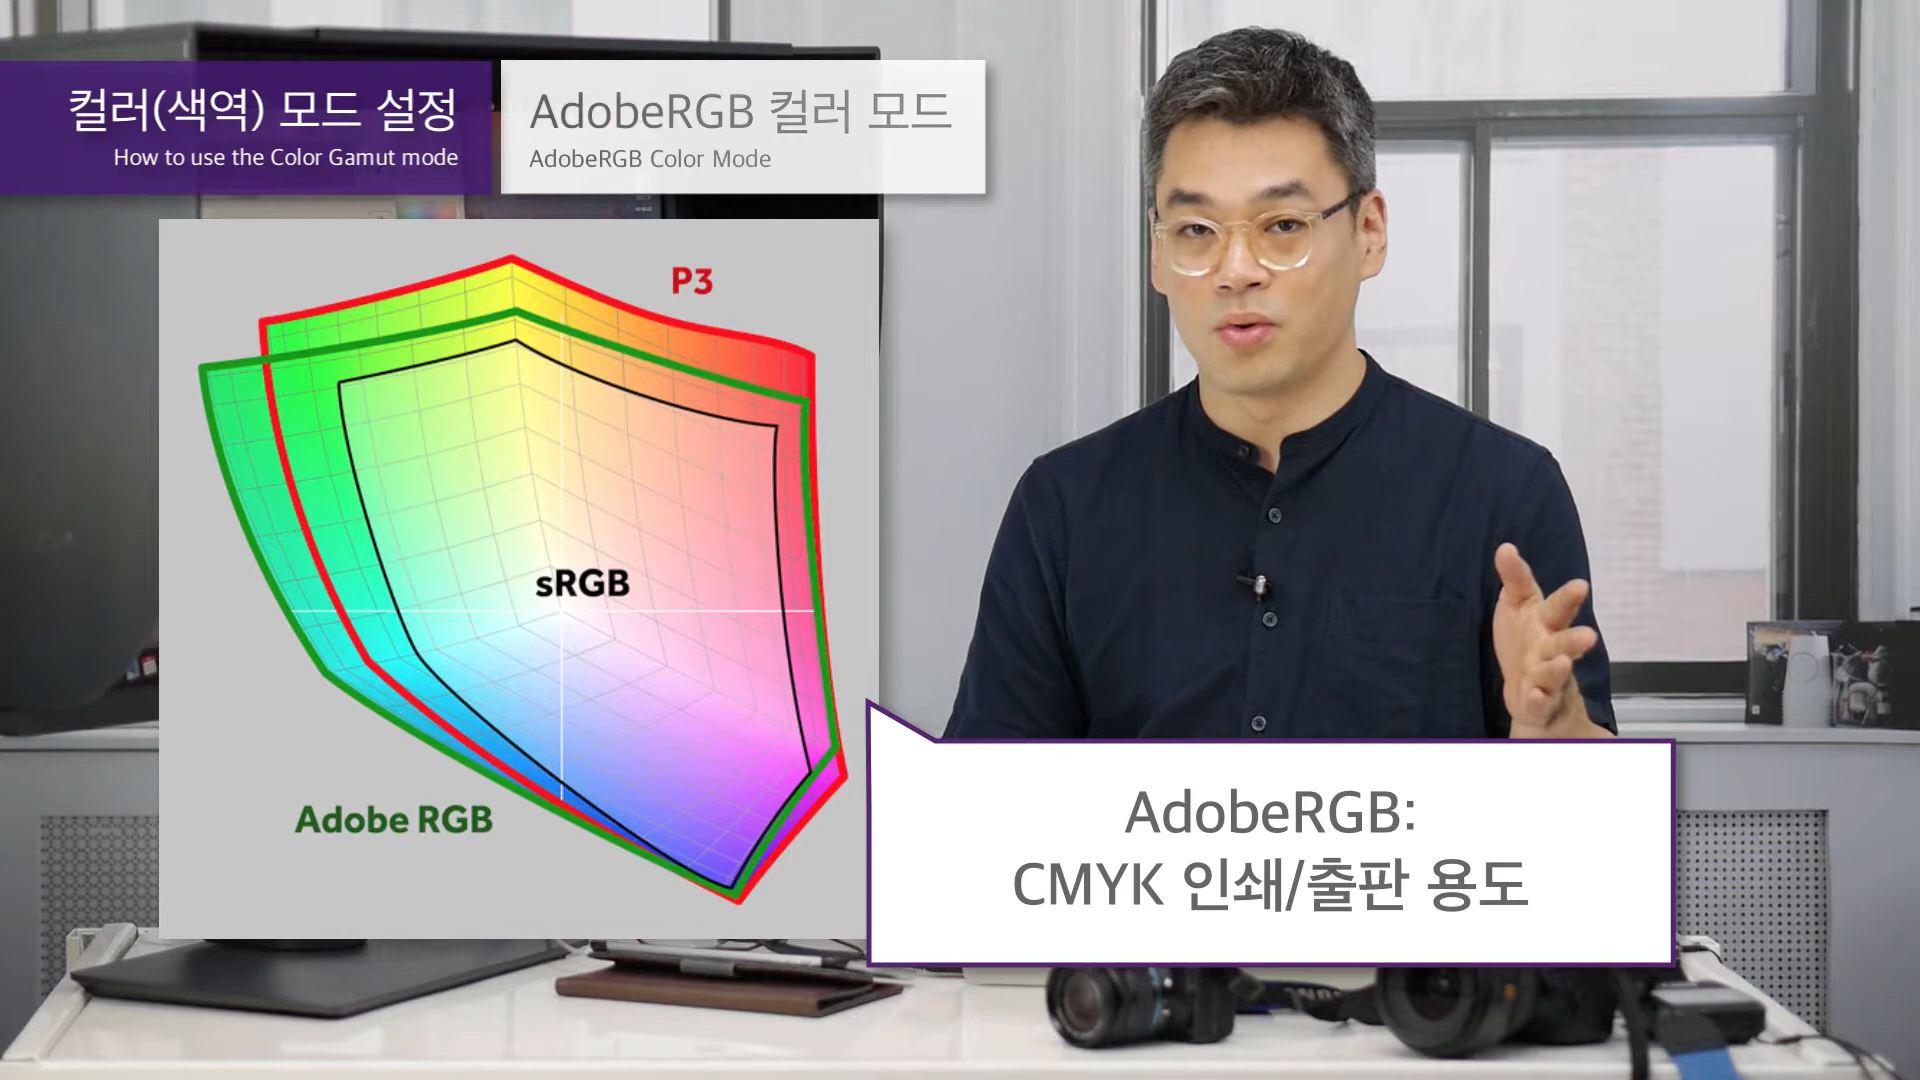 컬러(색역) 모드 설정
How to use the Color Gamut mode
AdobeRGB 컬러 모드
AdobeRGB Color Mode
P3
sRGB
Adobe RGB
AdobeRGB:
CMYK 인쇄/출판 용도